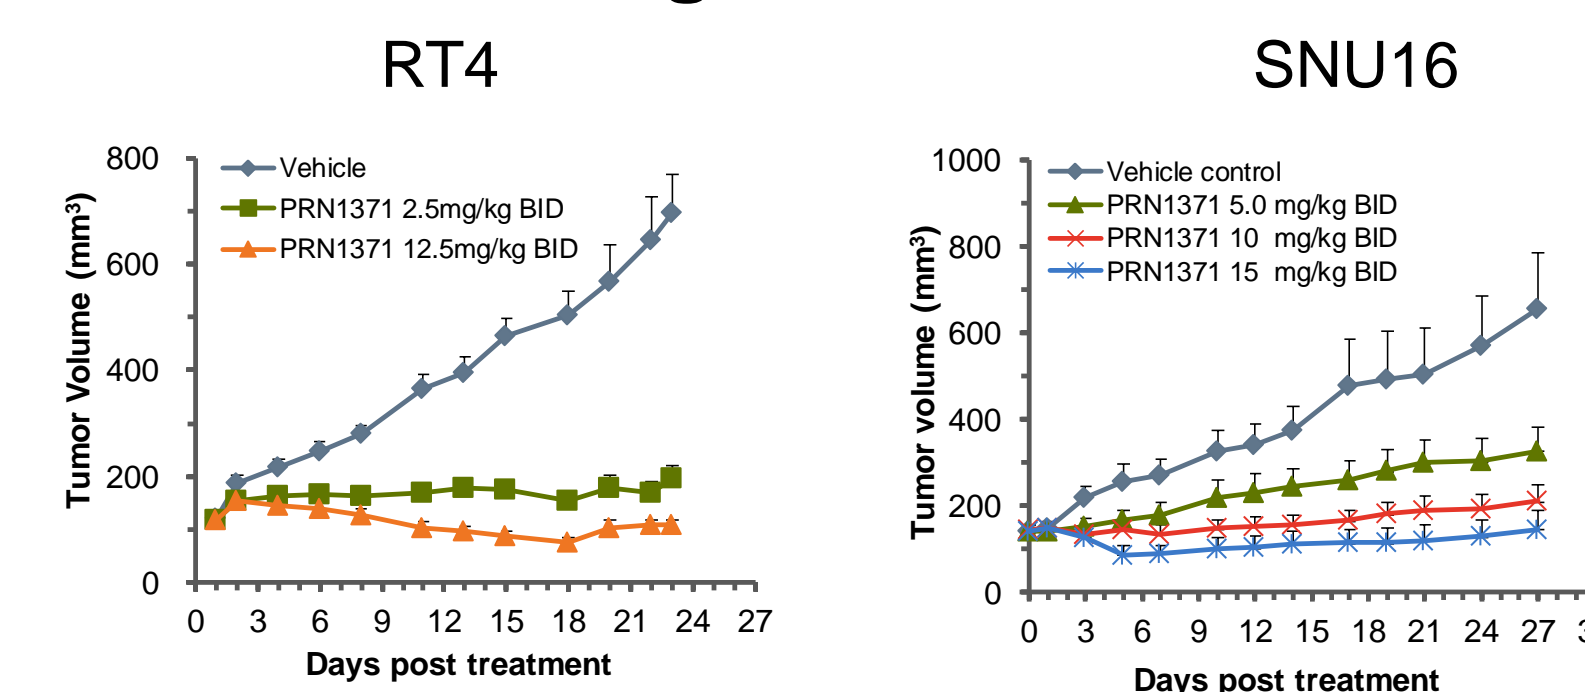 RT4
800
600
400
200
0
Tumor Volume (mm³)
Vehicle
PRN1371 2.5mg/kg BID
PRN1371 12.5mg/kg BID
0 3 6 9 12 15 18 21 24 27
Days post treatment
SNU16
1000
800
600
400
200
0
Tumor volume (mm³)
Vehicle control
PRN1371 5.0 mg/kg BID
PRN1371 10 mg/kg BID
PRN1371 15 mg/kg BID
0 3 6 9 12 15 18 21 24 27
Days post treatment